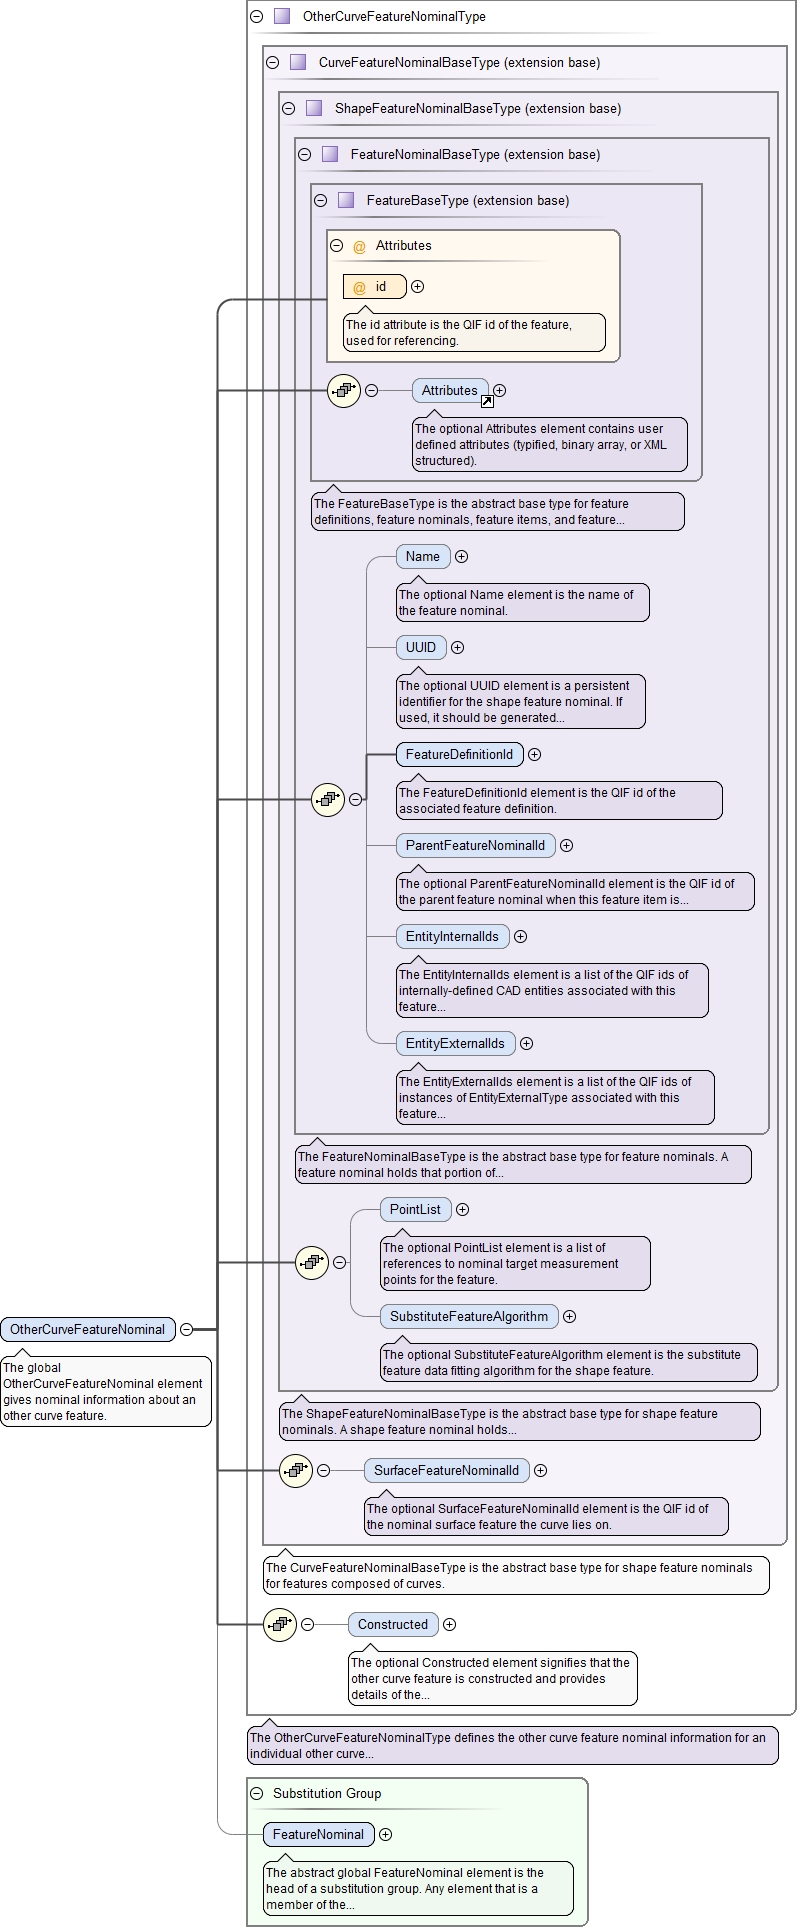 OtherCurveFeatureNominalType
CurveFeatureNominalBaseType (extension base)
ShapeFeatureNominalBaseType (extension base)
FeatureNominalBaseType (extension base)
FeatureBaseType (extension base)
@ Attributes
@ id
The id attribute is the QIF id of the feature,
used for referencing.
Attributes
The optional Attributes element contains user
defined attributes (typified, binary array, or XML
structured).
The FeatureBaseType is the abstract base type for feature
definitions, feature nominals, feature items, and feature...
Name
The optional Name element is the name of
the feature nominal.
UUID
The optional UUID element is a persistent
identifier for the shape feature nominal. If
used, it should be generated...
FeatureDefinitionId
The FeatureDefinitionId element is the QIF id of the
associated feature definition.
ParentFeatureNominalId
The optional ParentFeatureNominalId element is the QIF id of
the parent feature nominal when this feature item is...
EntityInternalIds
The EntityInternalIds element is a list of the QIF ids of
internally-defined CAD entities associated with this
feature...
EntityExternalIds
The EntityExternalIds element is a list of the QIF ids of
instances of EntityExternalType associated with this
feature...
The FeatureNominalBaseType is the abstract base type for feature nominals. A
feature nominal holds that portion of...
PointList
The optional PointList element is a list of
references to nominal target measurement
points for the feature.
SubstituteFeatureAlgorithm
The optional SubstituteFeatureAlgorithm element is the substitute
feature data fitting algorithm for the shape feature.
OtherCurveFeatureNominal
The global
OtherCurveFeatureNominal element
gives nominal information about an
other curve feature.
The ShapeFeatureNominalBaseType is the abstract base type for shape feature
nominals. A shape feature nominal holds...
SurfaceFeatureNominalId
The optional SurfaceFeatureNominalId element is the QIF id of
the nominal surface feature the curve lies on.
The CurveFeatureNominalBaseType is the abstract base type for shape feature nominals
for features composed of curves.
Constructed
The optional Constructed element signifies that the
other curve feature is constructed and provides
details of the...
The OtherCurveFeatureNominalType defines the other curve feature nominal information for an
individual other curve...
Substitution Group
FeatureNominal
The abstract global FeatureNominal element is the
head of a substitution group. Any element that is a
member of the...